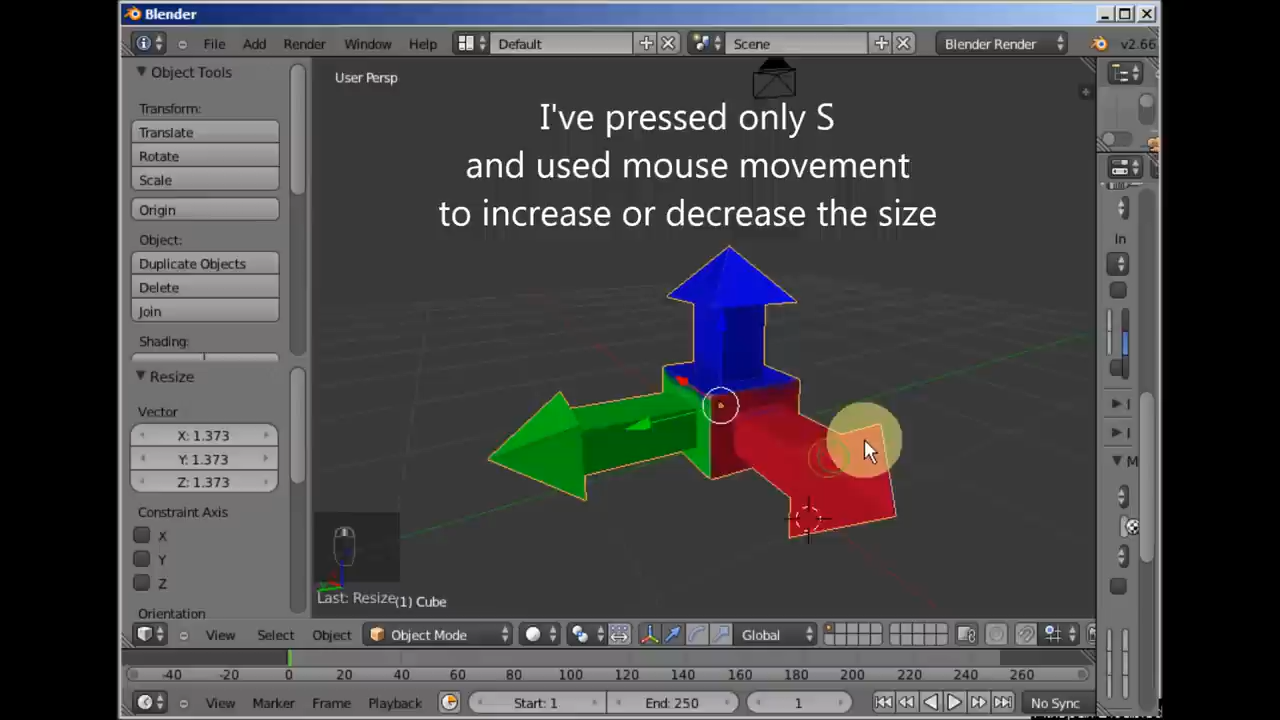 Blender
File Add Render Window Help Default Scene Blender Render v2.66
Object Tools
User Persp
I've pressed only S
and used mouse movement
to increase or decrease the size
Transform:
Translate
Rotate
Scale
Origin
Object:
Duplicate Objects
Delete
Join
Shading:
Resize
Vector
X: 1.373
Y: 1.373
Z: 1.373
Constraint Axis
X
Y
Z
Orientation
In
M
Last: Resize
(1) Cube
View Select Object Object Mode Global
-40 -20 0 20 40 60 80 100 120 140 160 180 200 220 240 260
View Marker Frame Playback Start: 1 End: 250 1 No Sync